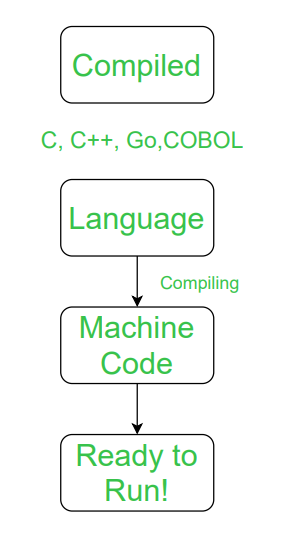 Compiled
C, C++, Go,COBOL
Language
Compiling
Machine
Code
Ready to
Run!